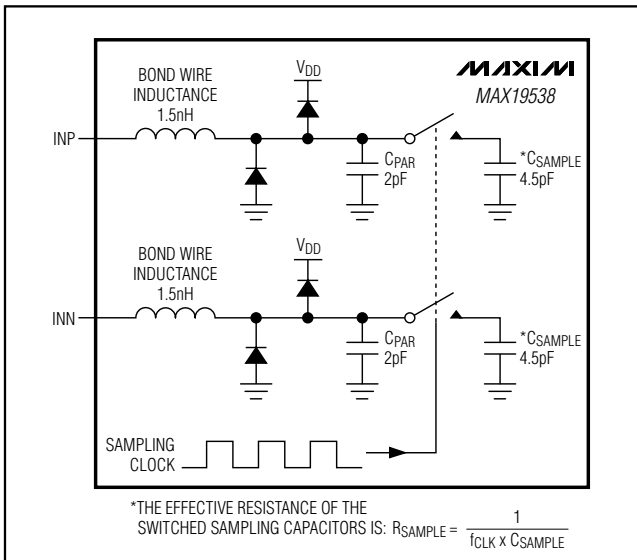 BOND WIRE
INDUCTANCE
1.5nH
VDD
MAXIM
MAX19538
INP
CPAR
2pF
*CSAMPLE
4.5pF
BOND WIRE
INDUCTANCE
1.5nH
VDD
INN
CPAR
2pF
*CSAMPLE
4.5pF
SAMPLING
CLOCK
*THE EFFECTIVE RESISTANCE OF THE
SWITCHED SAMPLING CAPACITORS IS: RSAMPLE = 1
fCLK x CSAMPLE